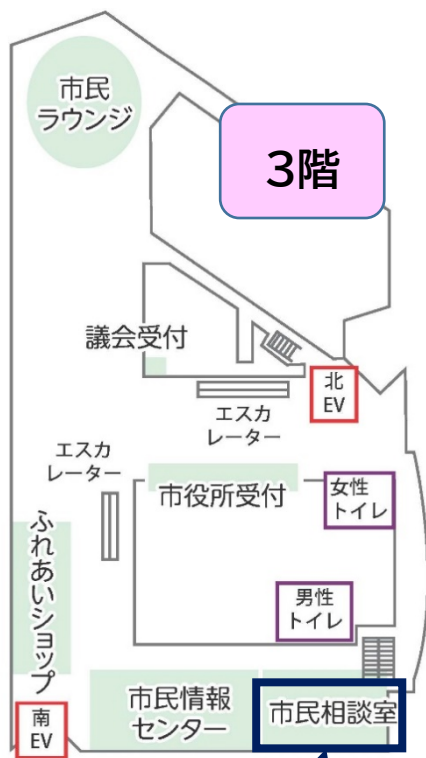 市民
ラウンジ
3階
議会受付
北
EV
エスカ
レーター
エスカ
レーター
市役所受付
女性
トイレ
ふれあいショップ
男性
トイレ
南
EV
市民情報
センター
市民相談室